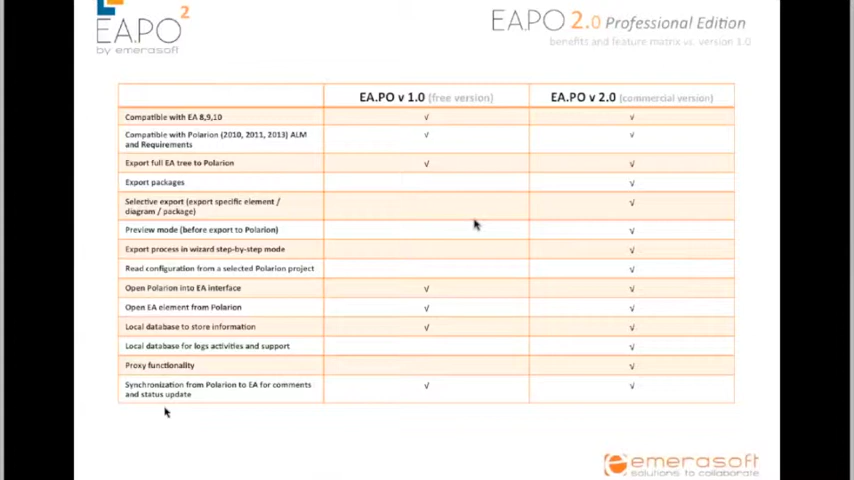 EA.PO 2
by emerasoft
EA.PO 2.0 Professional Edition
benefits and feature matrix vs. version 1.0
EA.PO v 1.0 (free version) EA.PO v 2.0 (commercial version)
Compatible with EA 8,9,10 √ √
Compatible with Polarion (2010, 2011, 2013) ALM √ √
and Requirements
Export full EA tree to Polarion √ √
Export packages √
Selective export (export specific element / √
diagram / package)
Preview mode (before export to Polarion) √
Export process in wizard step-by-step mode √
Read configuration from a selected Polarion project √
Open Polarion into EA interface √ √
Open EA element from Polarion √ √
Local database to store information √ √
Local database for logs activities and support √
Proxy functionality √
Synchronization from Polarion to EA for comments √ √
and status update
emerasoft
solutions to collaborate